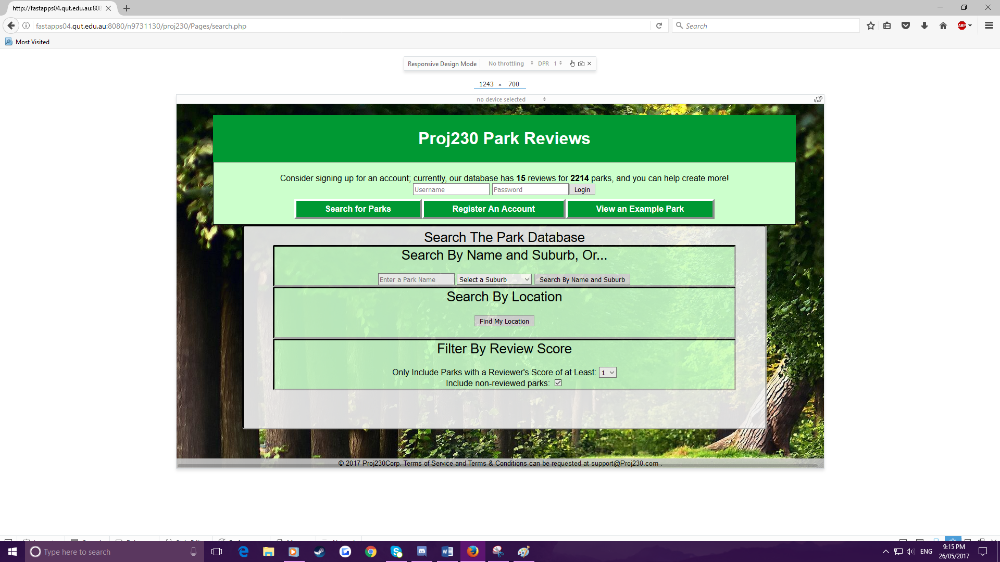 http://fastapps04.qut.edu.au:808
fastapps04.qut.edu.au:8080/n9731130/proj230/Pages/search.php
Search
ABP
Most Visited
Responsive Design Mode No throttling DPR 1
1243 × 700
no device selected
Proj230 Park Reviews
Consider signing up for an account; currently, our database has 15 reviews for 2214 parks, and you can help create more!
Username Password Login
Search for Parks Register An Account View an Example Park
Search The Park Database
Search By Name and Suburb, Or...
Enter a Park Name Select a Suburb Search By Name and Suburb
Search By Location
Find My Location
Filter By Review Score
Only Include Parks with a Reviewer's Score of at Least: 1
Include non-reviewed parks:
© 2017 Proj230Corp. Terms of Service and Terms & Conditions can be requested at support@Proj230.com .
Type here to search
ENG
9:15 PM
26/05/2017